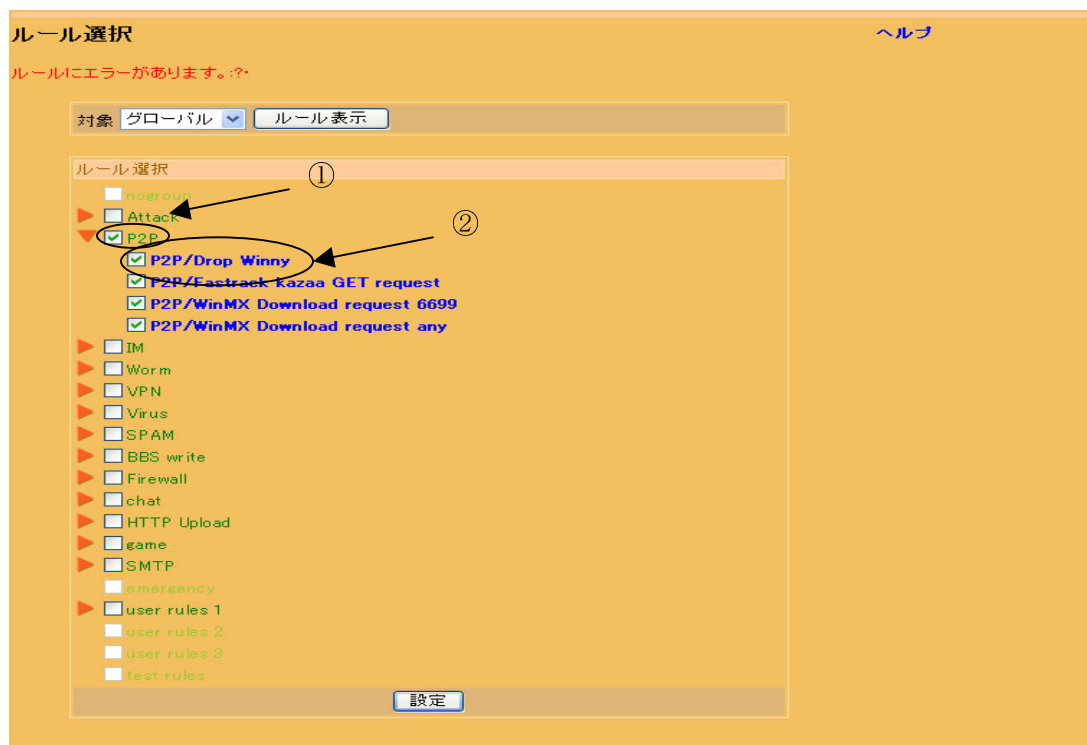 ルール選択
ヘルプ
ルールにエラーがあります。:?・
対象 グローバル ルール表示
ルール選択
①
nogroup
Attack
②
P2P
P2P/Drop Winny
P2P/Fastrack kazaa GET request
P2P/WinMX Download request 6699
P2P/WinMX Download request any
IM
Worm
VPN
Virus
SPAM
BBS write
Firewall
chat
HTTP Upload
game
SMTP
emergency
user rules 1
user rules 2
user rules 3
test rules
設定